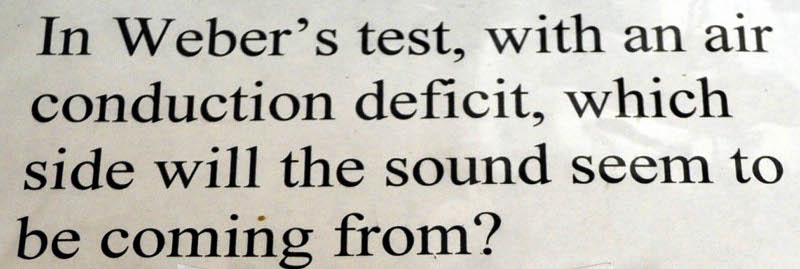 In Weber's test, with an air
conduction deficit, which
side will the sound seem to
be coming from?